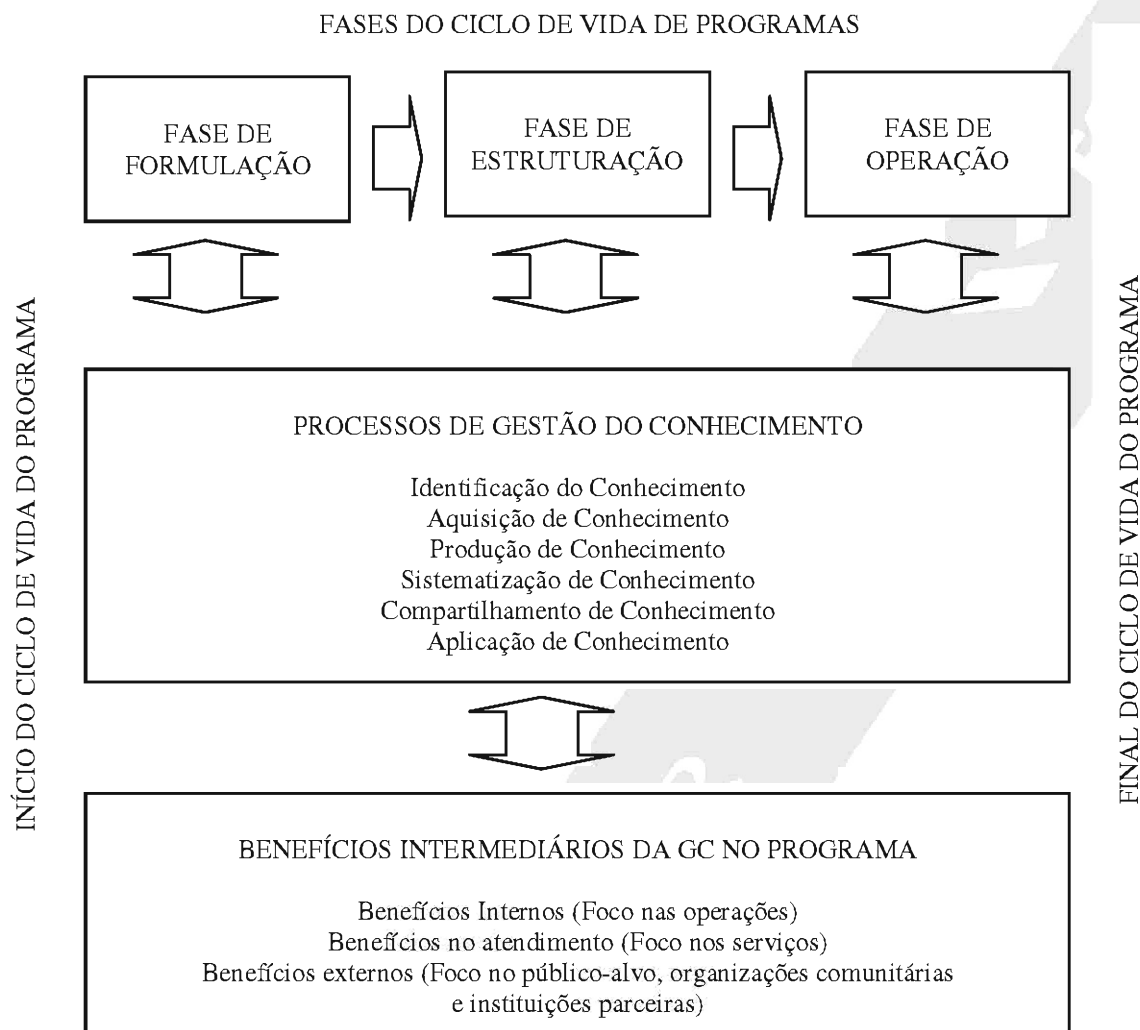 FASES DO CICLO DE VIDA DE PROGRAMAS
FASE DE
FORMULAÇÃO
FASE DE
ESTRUTURAÇÃO
FASE DE
OPERAÇÃO
INÍCIO DO CICLO DE VIDA DO PROGRAMA
PROCESSOS DE GESTÃO DO CONHECIMENTO
Identificação do Conhecimento
Aquisição de Conhecimento
Produção de Conhecimento
Sistematização de Conhecimento
Compartilhamento de Conhecimento
Aplicação de Conhecimento
BENEFÍCIOS INTERMEDIÁRIOS DA GC NO PROGRAMA
Benefícios Internos (Foco nas operações)
Benefícios no atendimento (Foco nos serviços)
Benefícios externos (Foco no público-alvo, organizações comunitárias
e instituições parceiras)
FINAL DO CICLO DE VIDA DO PROGRAMA